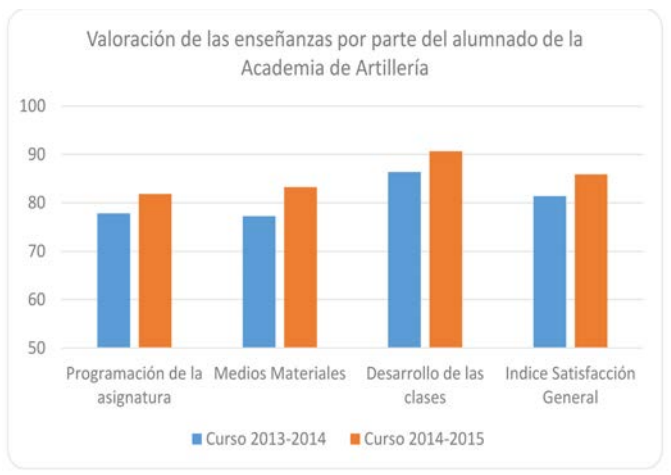 Valoración de las enseñanzas por parte del alumnado de la
Academia de Artillería
100
90
80
70
60
50
Programación de la
asignatura
Medios Materiales
Desarrollo de las
clases
Indice Satisfacción
General
Curso 2013-2014
Curso 2014-2015